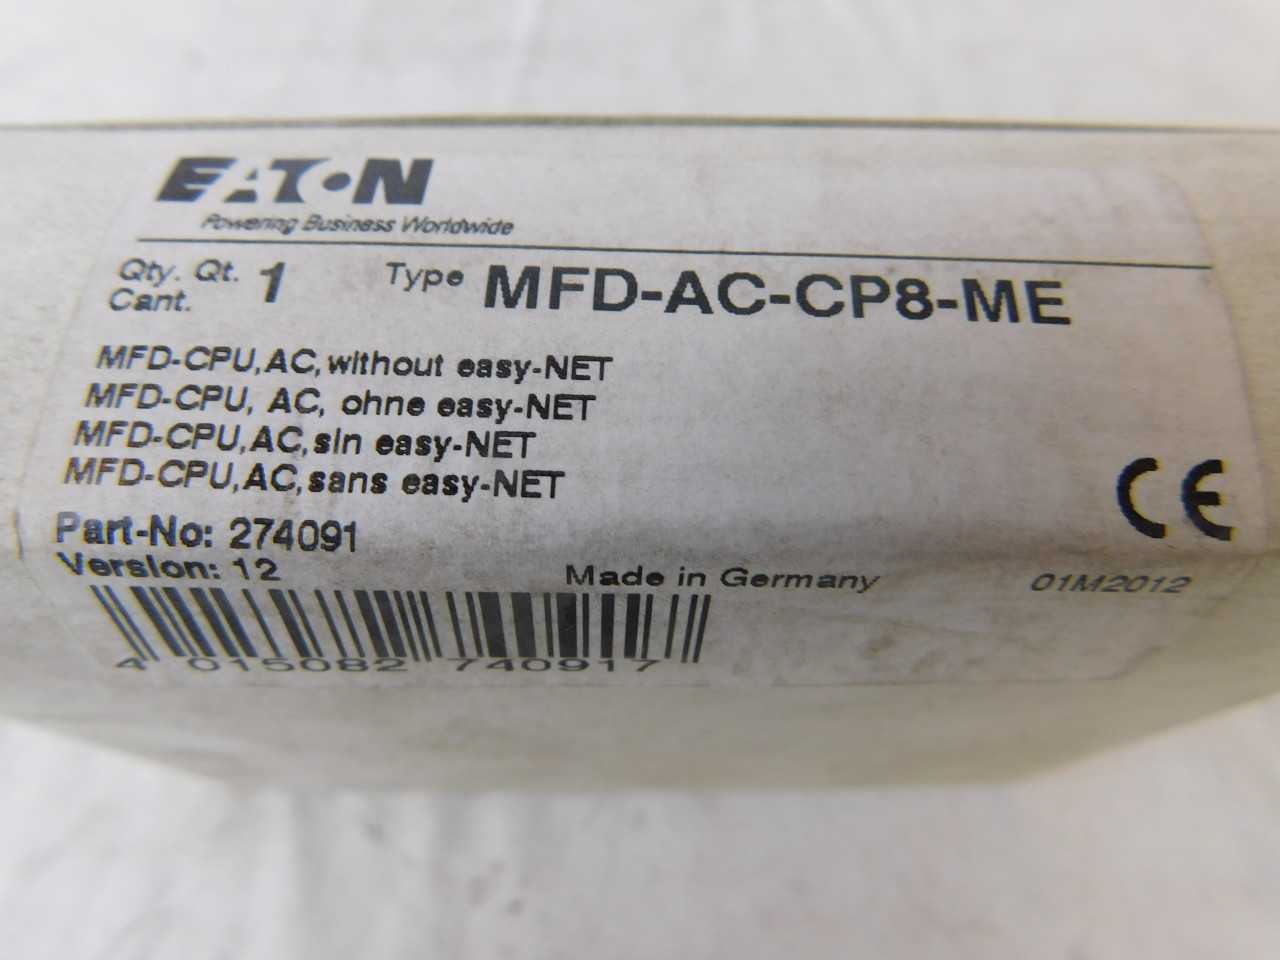 EATON
Powering Business Worldwide
Qty. Qt. 1 Type MFD-AC-CP8-ME
Cant.
MFD-CPU,AC,without easy-NET
MFD-CPU, AC, ohne easy-NET
MFD-CPU,AC,sin easy-NET
MFD-CPU,AC,sans easy-NET
Part-No: 274091
Version: 12 Made in Germany 01M2012
CE
4 015082 740917